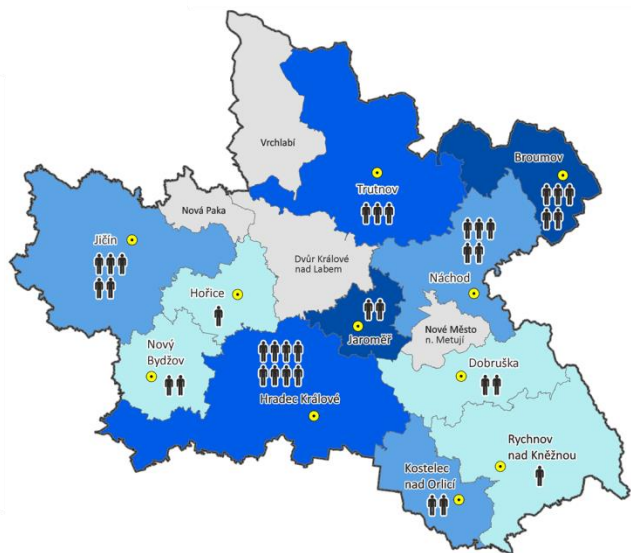 Vrchlabí
Broumov
Trutnov
Nová Paka
Jičín
Dvůr Králové
nad Labem
Náchod
Hořice
Nové Město
n. Metují
Jaroměř
Nový
Bydžov
Dobruška
Hradec Králové
Rychnov
nad Kněžnou
Kostelec
nad Orlicí